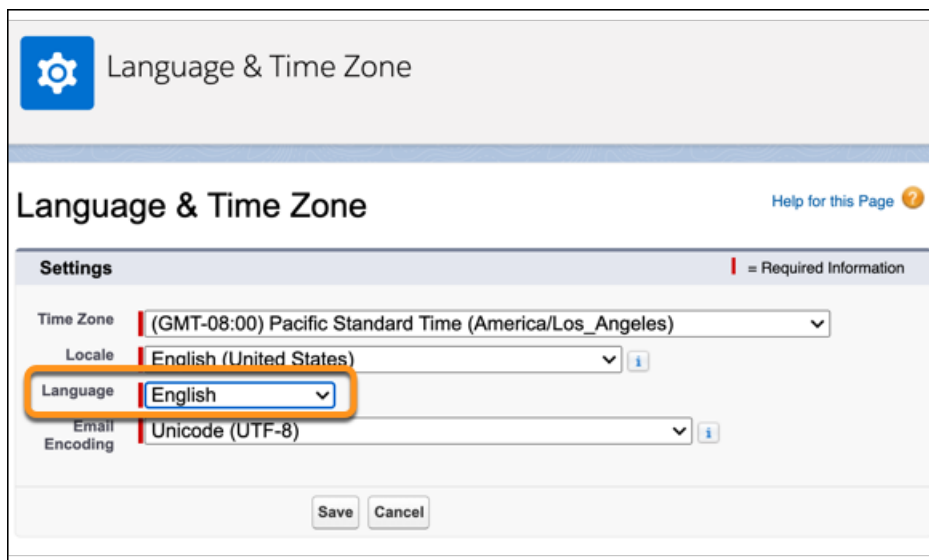 Language & Time Zone
Language & Time Zone
Help for this Page ?
Settings
= Required Information
Time Zone
(GMT-08:00) Pacific Standard Time (America/Los_Angeles)
Locale
English (United States)
i
Language
English
Email
Encoding
Unicode (UTF-8)
i
Save
Cancel